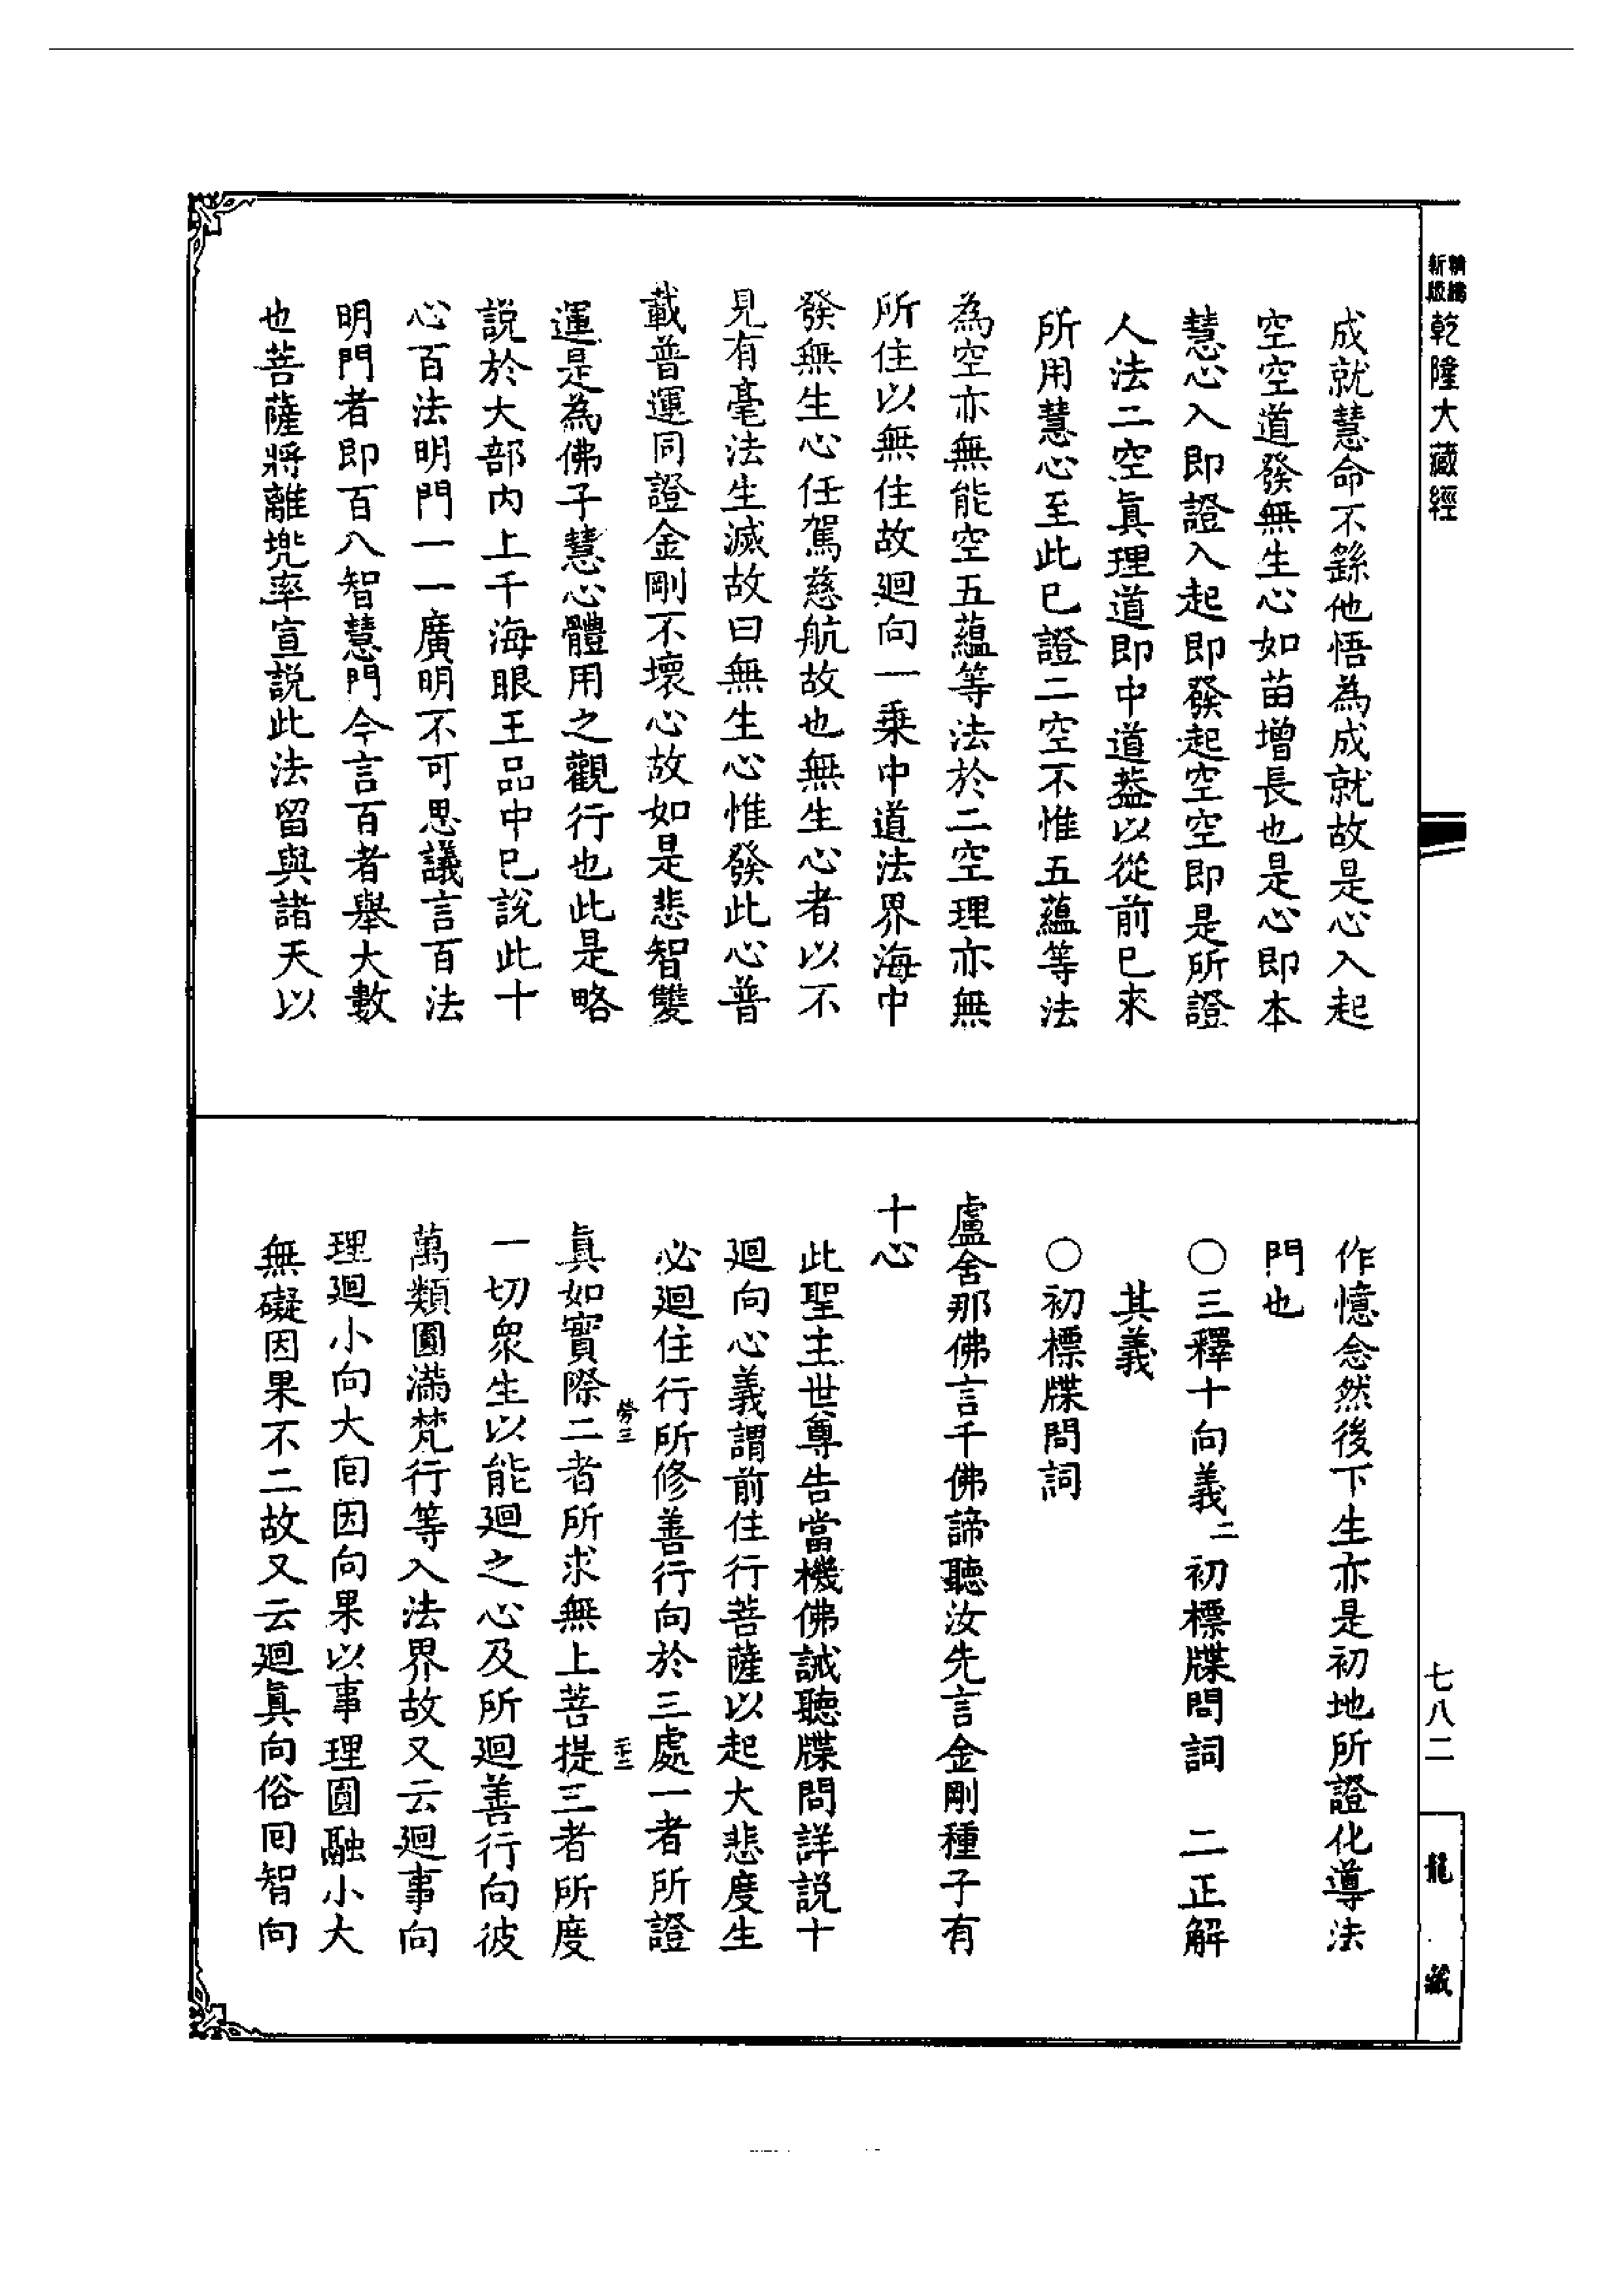 新版
精縮
乾隆大藏經
成就慧命不繇他悟為成就故是心入起
空空道發無生心如苗增長也是心即本
慧心入即證入起即發起空空即是所證
人法二空真理道即中道葢以從前已來
所用慧心至此已證二空不惟五蘊等法
為空亦無能空五蘊等法於二空理亦無
所住以無住故迴向一乗中道法界海中
發無生心任駕慈航故也無生心者以不
見有毫法生滅故曰無生心惟發此心普
載普運同證金剛不壞心故如是悲智雙
運是為佛子慧心體用之觀行也此是略
說於大部內上千海眼王品中已說此十
心百法明門一一廣明不可思議言百法
明門者即百八智慧門今言百者舉大數
也菩薩將離兠率宣說此法留與諸天以
作憶念然後下生亦是初地所證化導法
門也
○三釋十向義二初標牒問詞　二正解
其義
○初標牒問詞
盧舍那佛言千佛諦聽汝先言金剛種子有
十心
此聖主世尊告當機佛誡聽牒問詳說十
迴向心義謂前住行菩薩以起大悲度生
必迴住行所修善行向於三處一者所證
真如實際二者所求無上菩提三者所度
一切衆生以能迴之心及所迴善行向彼
萬類圓滿梵行等入法界故又云迴事向
理迴小向大囘因向果以事理圓融小大
無礙因果不二故又云迴真向俗囘智向
勞三
七八二
龍藏